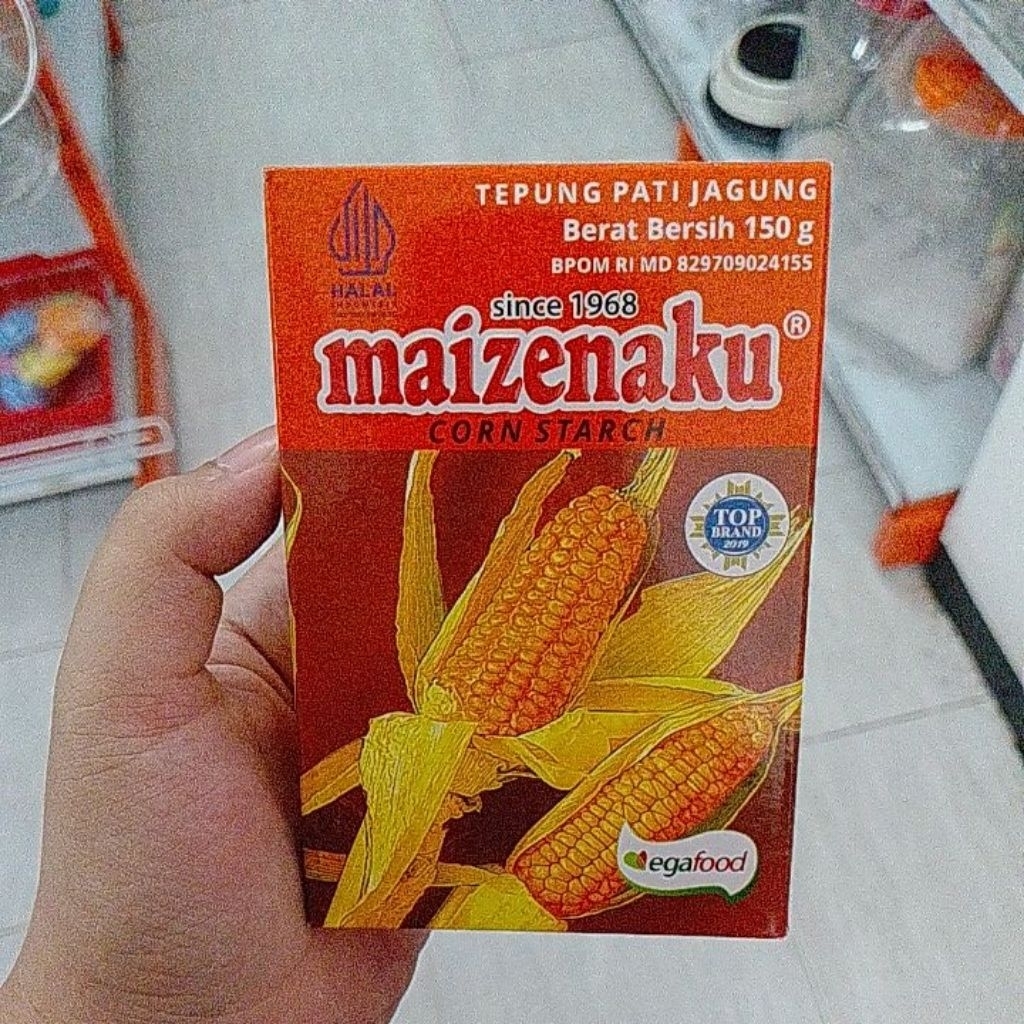 TEPUNG PATI JAGUNG
Berat Bersih 150 g
BPOM RI MD 829709024155
HALAL
INDONESIA
since 1968
maizenaku®
CORN STARCH
TOP
BRAND
2019
egafood